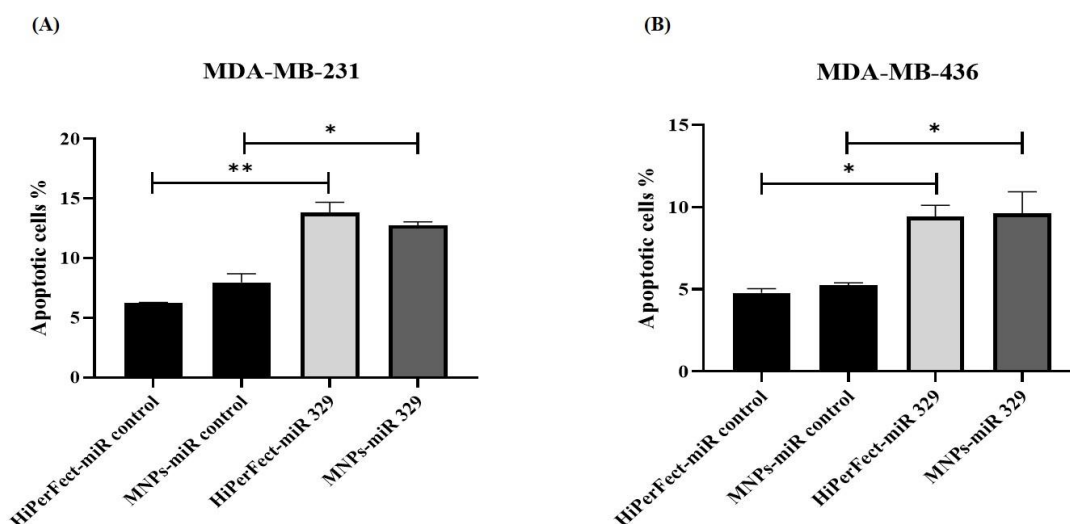 (A)
MDA-MB-231
Apoptotic cells %
20
15
10
5
0
*
**
HiPerFect-miR control
MNPs-miR control
HiPerFect-miR 329
MNPs-miR 329
(B)
MDA-MB-436
Apoptotic cells %
15
10
5
0
*
*
HiPerFect-miR control
MNPs-miR control
HiPerFect-miR 329
MNPs-miR 329